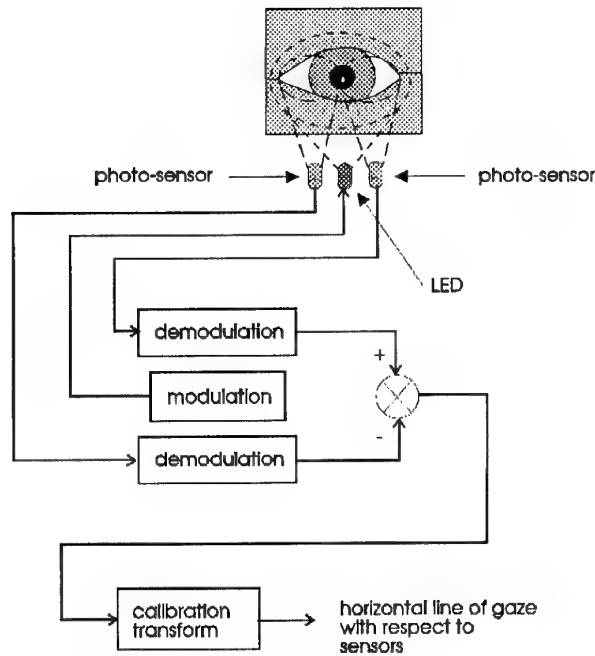 photo-sensor
photo-sensor
LED
demodulation
+
modulation
demodulation
-
calibration
transform
horizontal line of gaze
with respect to
sensors